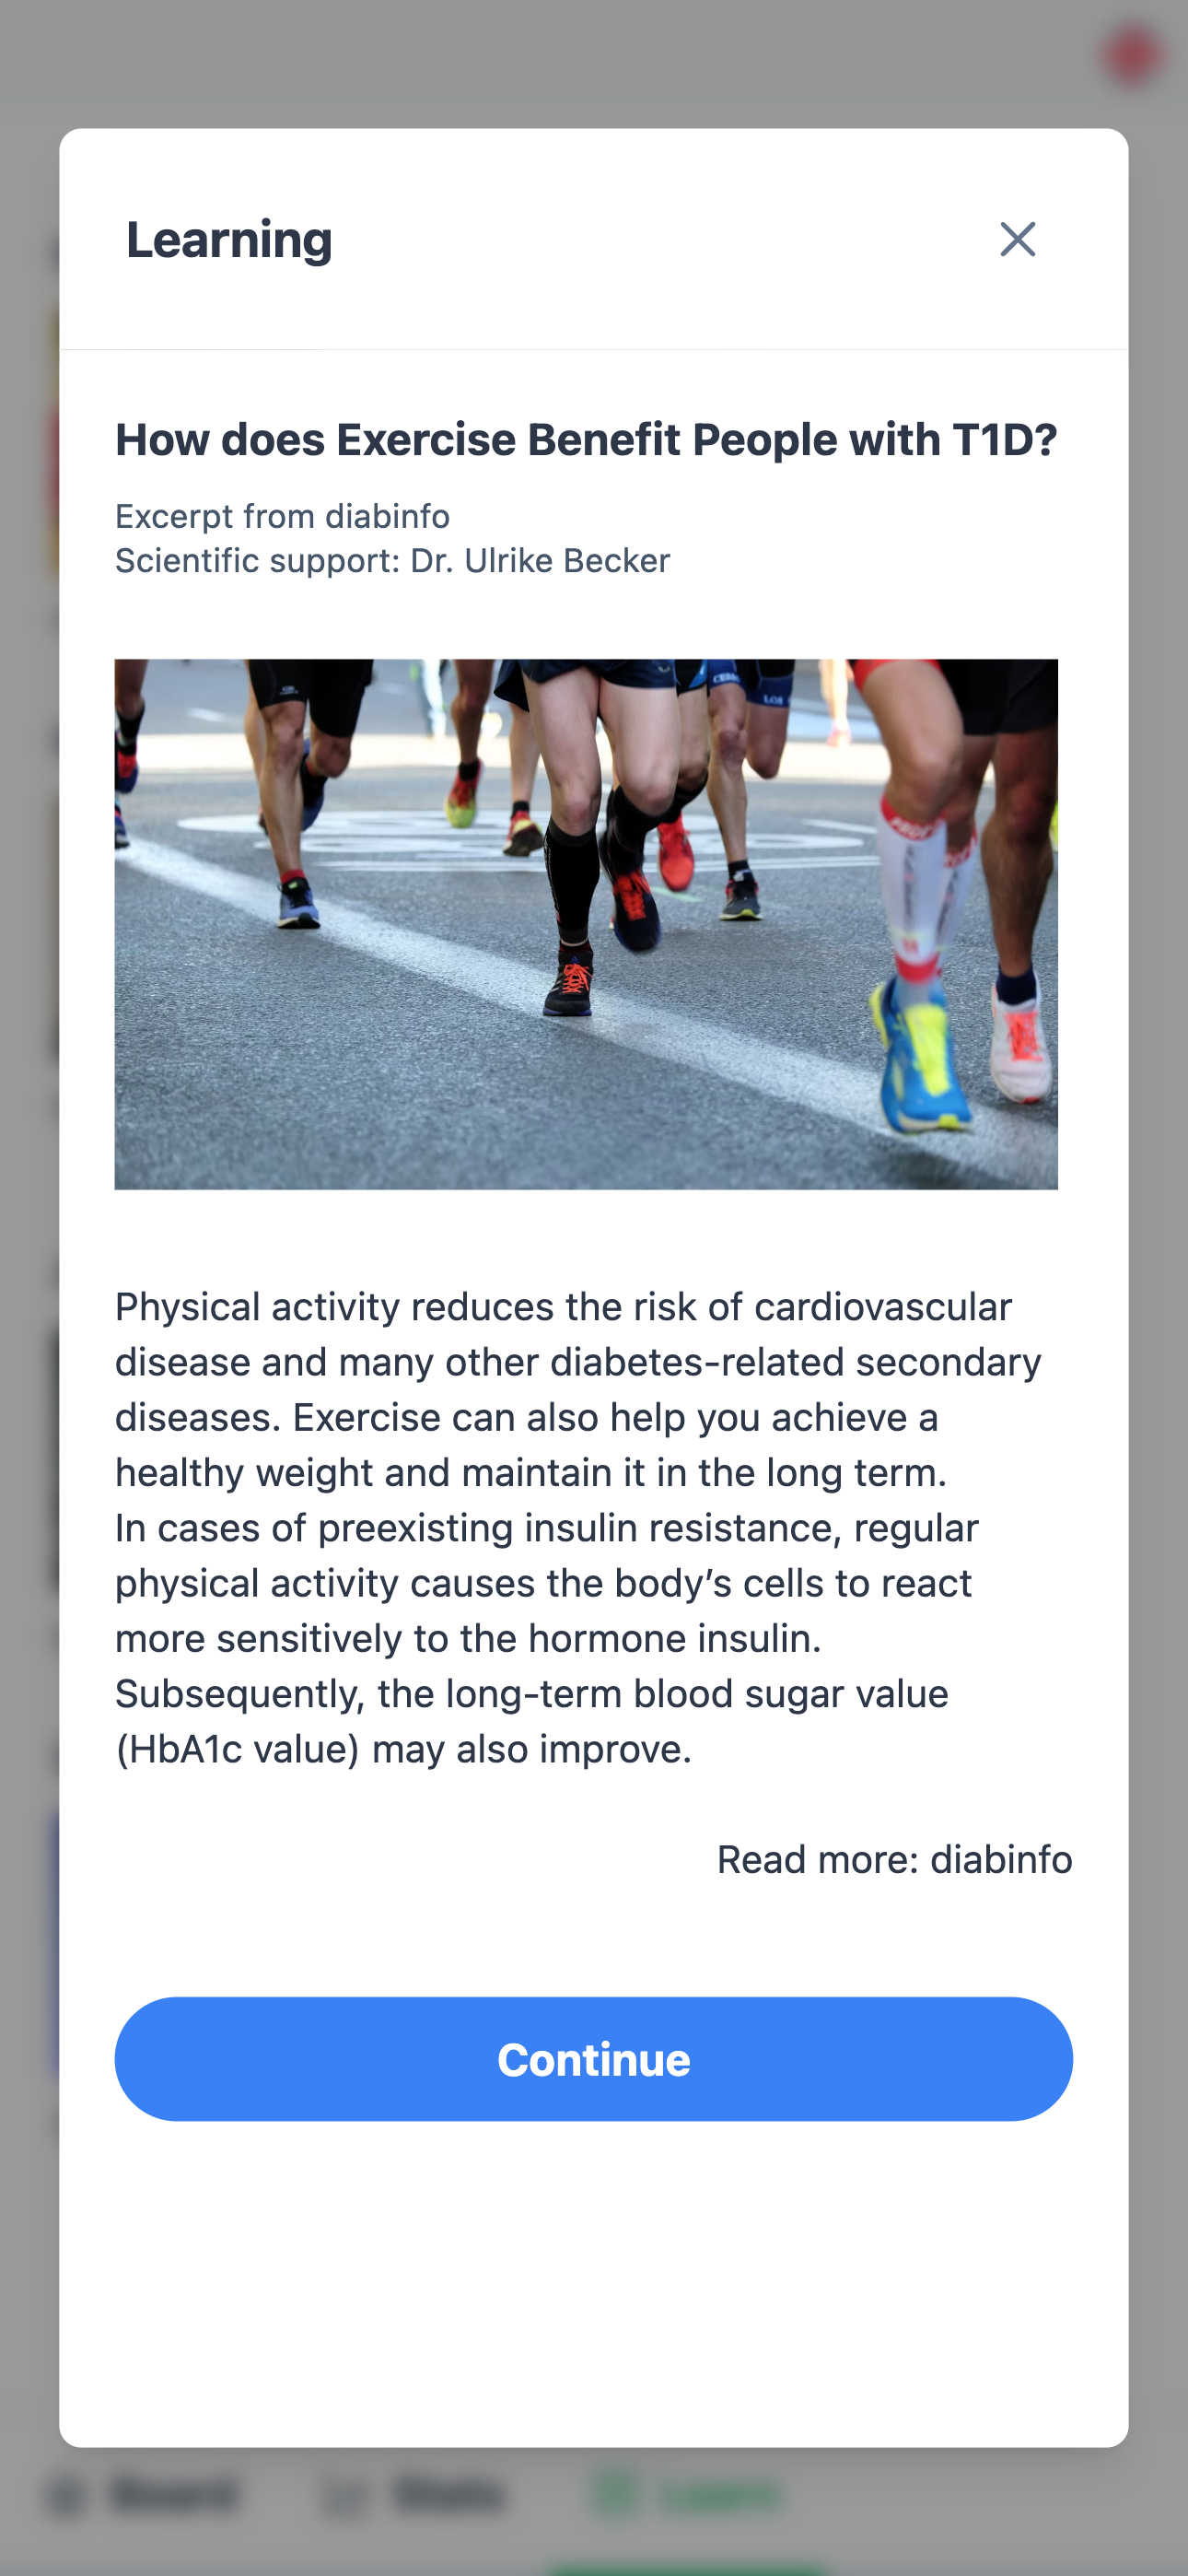 Learning
How does Exercise Benefit People with T1D?
Excerpt from diabinfo
Scientific support: Dr. Ulrike Becker
Physical activity reduces the risk of cardiovascular
disease and many other diabetes-related secondary
diseases. Exercise can also help you achieve a
healthy weight and maintain it in the long term.
In cases of preexisting insulin resistance, regular
physical activity causes the body’s cells to react
more sensitively to the hormone insulin.
Subsequently, the long-term blood sugar value
(HbA1c value) may also improve.
Read more: diabinfo
Continue
Board Stats Learn